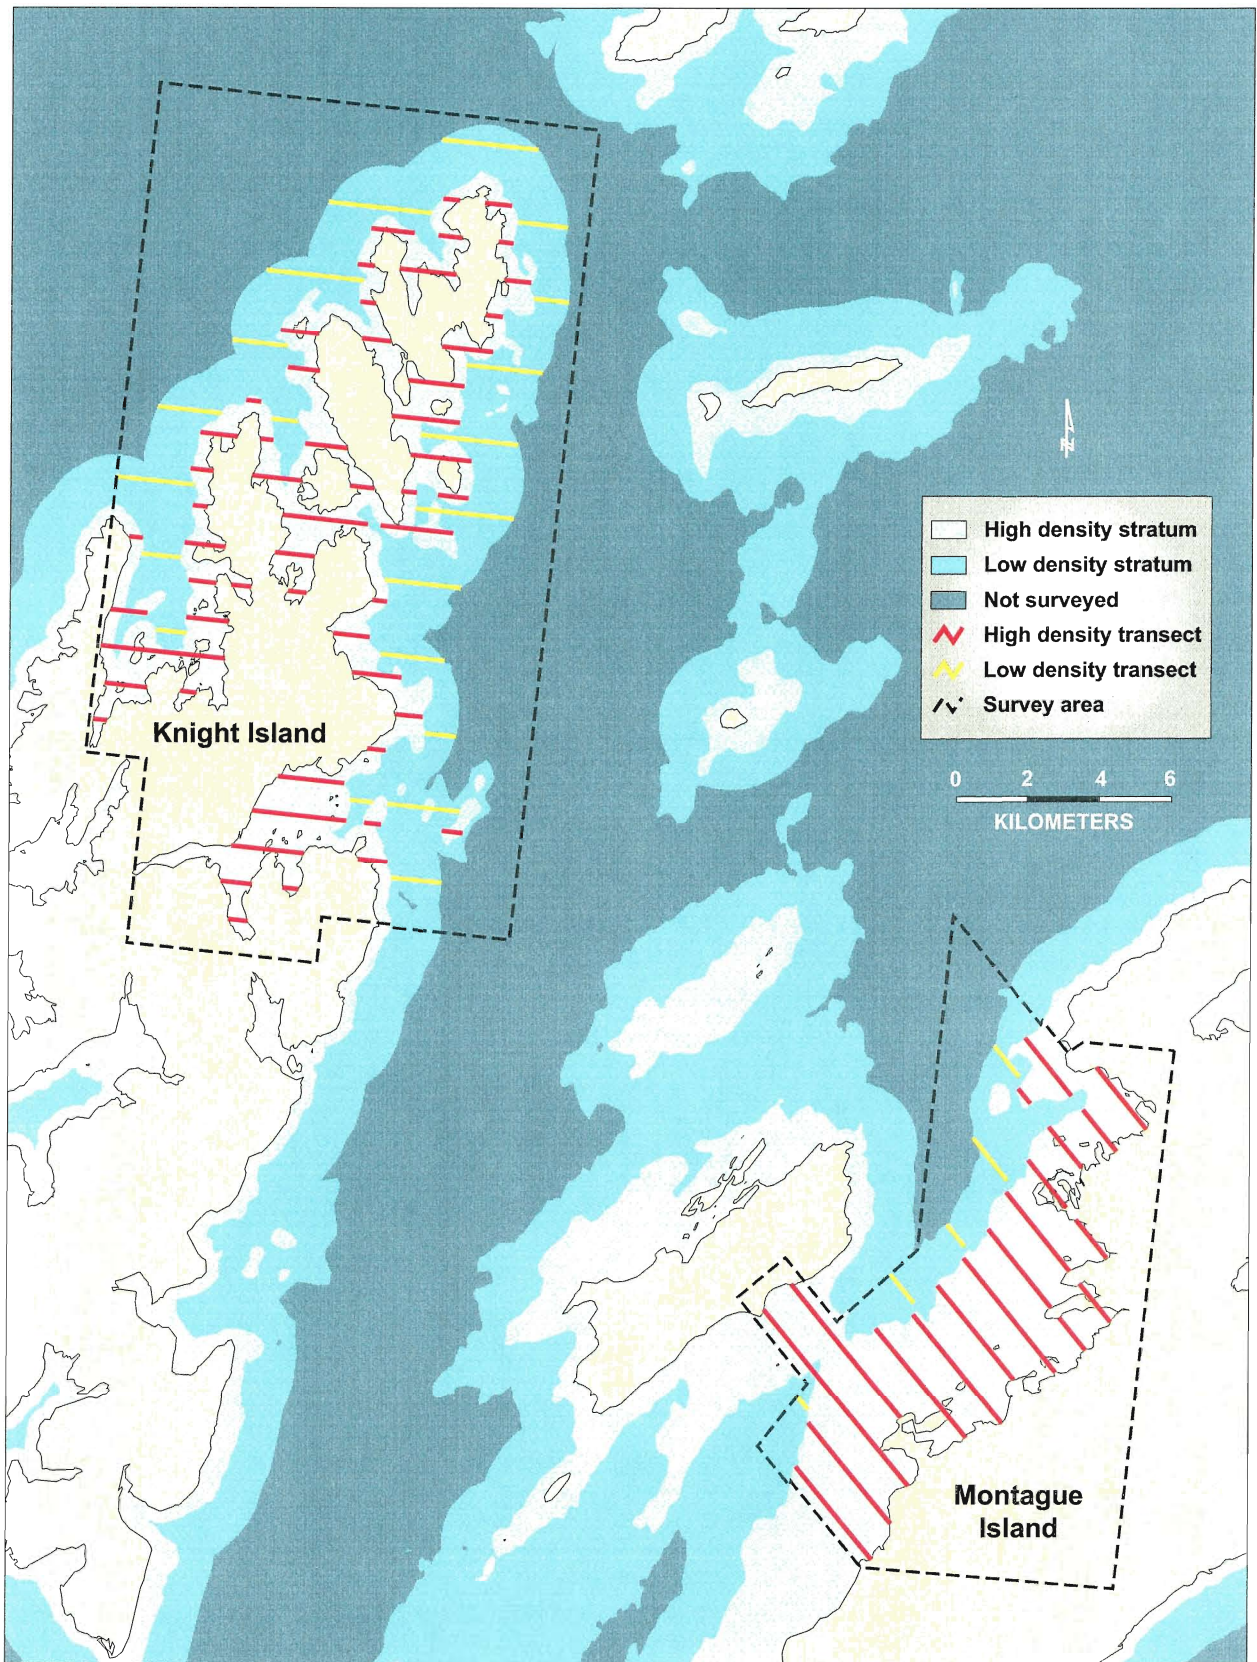 N
High density stratum
Low density stratum
Not surveyed
High density transect
Low density transect
Survey area
0 2 4 6
KILOMETERS
Knight Island
Montague
Island